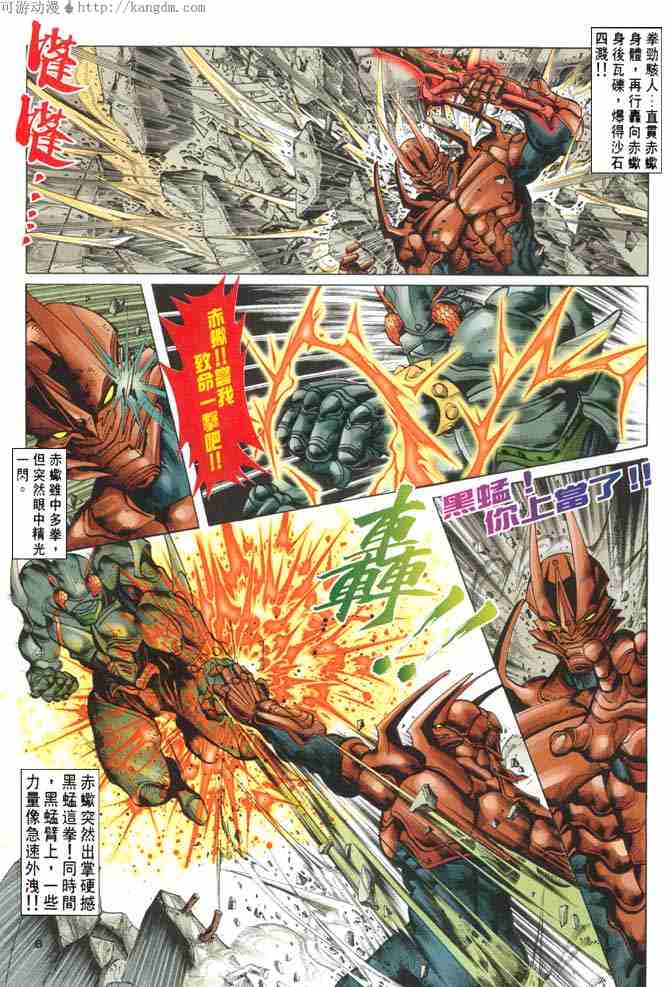 可游动漫 http://kangdm.com
拳勁駭人…直貫赤蠍
身體，再行轟向赤蠍
身後瓦礫，爆得沙石
四濺!!
赤蠍!!嘗我
致命一擊吧!!
赤蠍雖中多拳，
但突然眼中精光
一閃。
黑蜢!!
你上當了!!
轟!!
赤蠍突然出掌硬撼
黑蜢這拳！同時間
，黑蜢臂上，一些
力量像急速外洩!!
6